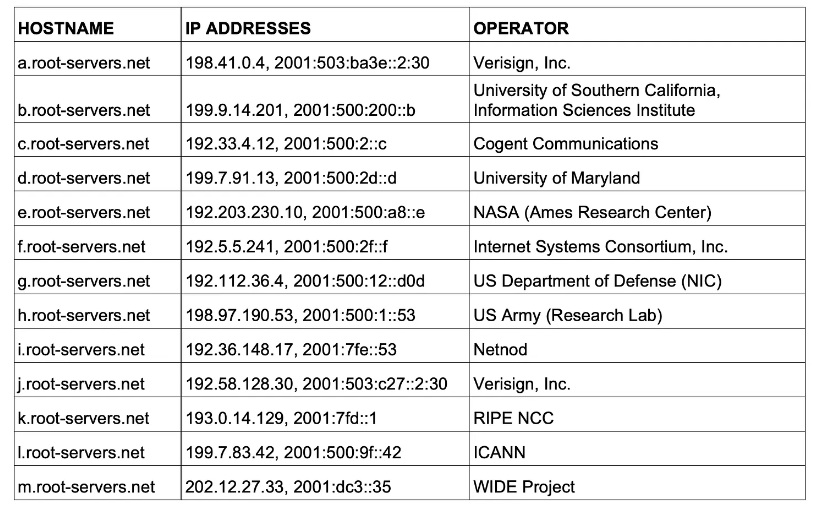 HOSTNAME IP ADDRESSES OPERATOR
a.root-servers.net 198.41.0.4, 2001:503:ba3e::2:30 Verisign, Inc.
b.root-servers.net 199.9.14.201, 2001:500:200::b University of Southern California,
Information Sciences Institute
c.root-servers.net 192.33.4.12, 2001:500:2::c Cogent Communications
d.root-servers.net 199.7.91.13, 2001:500:2d::d University of Maryland
e.root-servers.net 192.203.230.10, 2001:500:a8::e NASA (Ames Research Center)
f.root-servers.net 192.5.5.241, 2001:500:2f::f Internet Systems Consortium, Inc.
g.root-servers.net 192.112.36.4, 2001:500:12::d0d US Department of Defense (NIC)
h.root-servers.net 198.97.190.53, 2001:500:1::53 US Army (Research Lab)
i.root-servers.net 192.36.148.17, 2001:7fe::53 Netnod
j.root-servers.net 192.58.128.30, 2001:503:c27::2:30 Verisign, Inc.
k.root-servers.net 193.0.14.129, 2001:7fd::1 RIPE NCC
l.root-servers.net 199.7.83.42, 2001:500:9f::42 ICANN
m.root-servers.net 202.12.27.33, 2001:dc3::35 WIDE Project